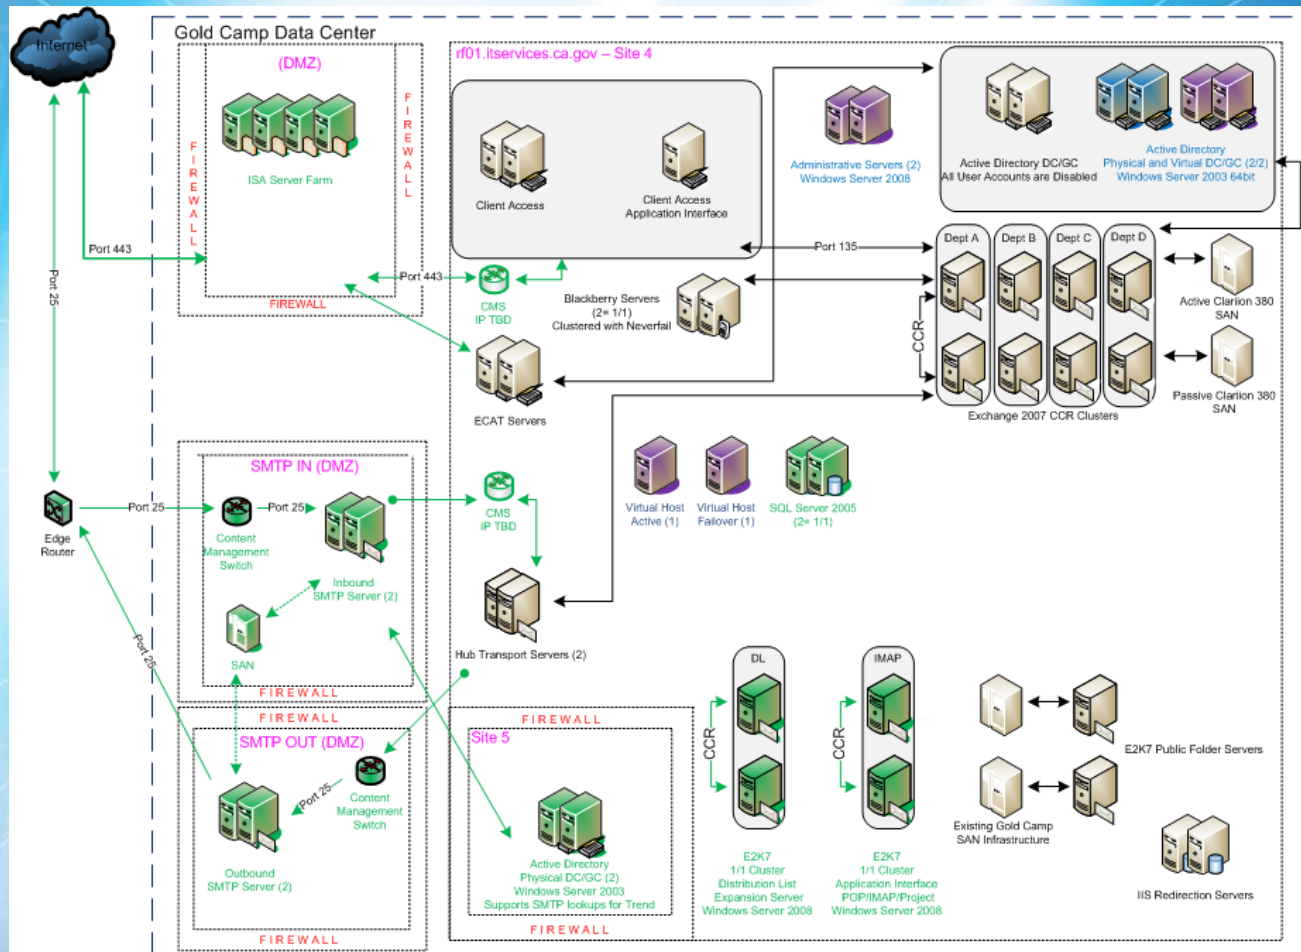 Internet
Gold Camp Data Center
(DMZ)
FIREWALL
FIREWALL
ISA Server Farm
FIREWALL
Port 443
Port 25
rf01.itservices.ca.gov – Site 4
Client Access
Client Access
Application Interface
Administrative Servers (2)
Windows Server 2008
Active Directory DC/GC
All User Accounts are Disabled
Active Directory
Physical and Virtual DC/GC (2/2)
Windows Server 2003 64bit
Port 135
Port 443
CMS
IP TBD
Blackberry Servers
(2= 1/1)
Clustered with Neverfail
Dept A
Dept B
Dept C
Dept D
CCR
Active Clariion 380
SAN
Passive Clariion 380
SAN
Exchange 2007 CCR Clusters
ECAT Servers
SMTP IN (DMZ)
Port 25
Port 25
Edge
Router
Content
Management
Switch
Inbound
SMTP Server (2)
SAN
FIREWALL
CMS
IP TBD
Virtual Host
Active (1)
Virtual Host
Failover (1)
SQL Server 2005
(2= 1/1)
Hub Transport Servers (2)
Port 25
FIREWALL
SMTP OUT (DMZ)
Port 25
Content
Management
Switch
Outbound
SMTP Server (2)
FIREWALL
FIREWALL
Site 5
Active Directory
Physical DC/GC (2)
Windows Server 2003
Supports SMTP lookups for Trend
FIREWALL
DL
CCR
E2K7
1/1 Cluster
Distribution List
Expansion Server
Windows Server 2008
IMAP
CCR
E2K7
1/1 Cluster
Application Interface
POP/IMAP/Project
Windows Server 2008
E2K7 Public Folder Servers
Existing Gold Camp
SAN Infrastructure
IIS Redirection Servers